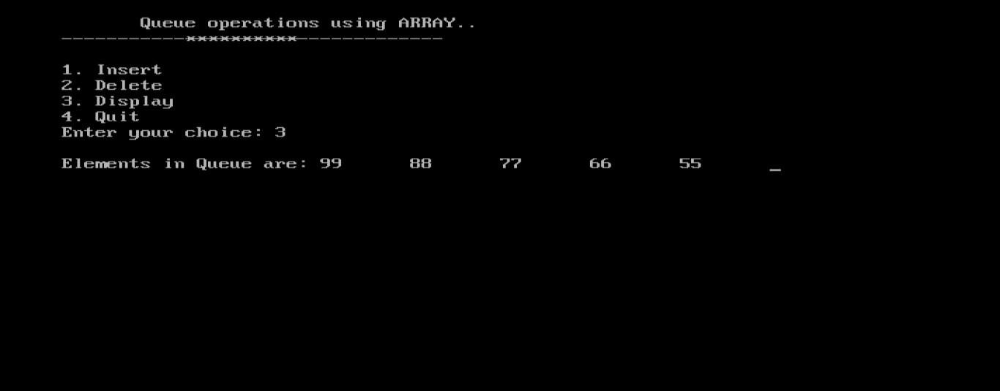 Queue operations using ARRAY..
-----------**********-------------
1. Insert
2. Delete
3. Display
4. Quit
Enter your choice: 3
Elements in Queue are: 99 88 77 66 55 _